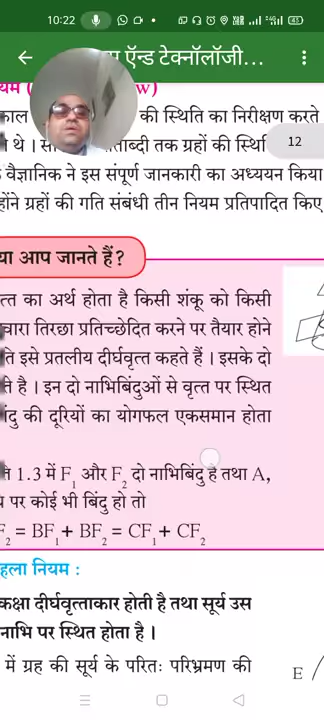 10:22
ऍन्ड टेक्नॉलॉजी...
12
की स्थिति का निरीक्षण करते
थे ।
तक ग्रहों की
वैज्ञानिक ने इस संपूर्ण जानकारी का अध्ययन किया
ग्रहों की गति संबंधी तीन नियम प्रतिपादित किए
आप जानते हैं?
का अर्थ होता है किसी शंकू को किसी
तिरछा प्रतिच्छेदित करने पर तैयार होने
इसे प्रतलीय दीर्घवृत्त कहते हैं । इसके दो
है । इन दो नाभिबिंदुओं से वृत्त पर स्थित
की दूरियों का योगफल एकसमान होता
1.3 में F1 और F2 दो नाभिबिंदु है तथा A,
पर कोई भी बिंदु हो तो
F2 = BF1 + BF2 = CF1 + CF2
नियम :
कक्षा दीर्घवृत्ताकार होती है तथा सूर्य उस
नाभि पर स्थित होता है ।
में ग्रह की सूर्य के परितः परिभ्रमण की
E